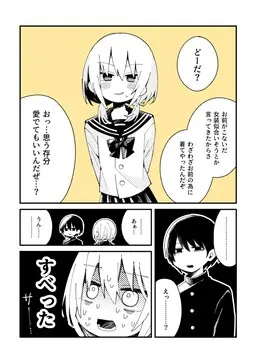 どーだ？
お前がこないだ
女装似合いそうとか
言ってきたからさ
わざわざお前の為に
着てやったんだぞ
おっ…思う存分
愛でてもいいんだぜ…？
えっ……？
あぁ…
うん……
すべった